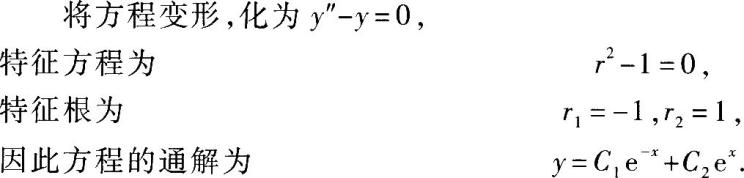 将方程变形,化为 y″-y=0,
特征方程为 r²-1=0,
特征根为 r₁=-1,r₂=1,
因此方程的通解为 y=C₁e⁻ˣ+C₂eˣ.